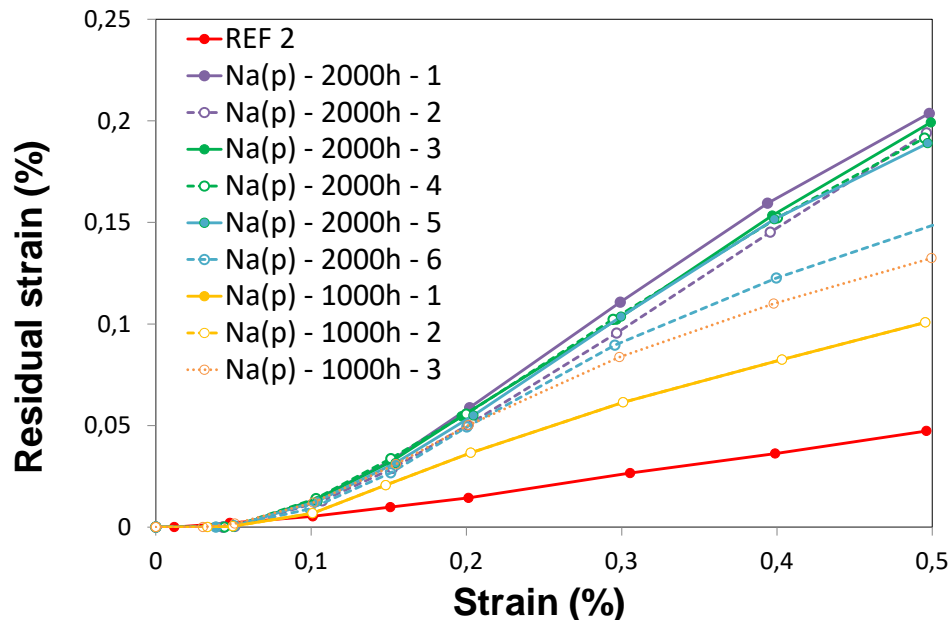 0,25
0,2
0,15
0,1
0,05
0
Residual strain (%)
REF 2
Na(p) - 2000h - 1
Na(p) - 2000h - 2
Na(p) - 2000h - 3
Na(p) - 2000h - 4
Na(p) - 2000h - 5
Na(p) - 2000h - 6
Na(p) - 1000h - 1
Na(p) - 1000h - 2
Na(p) - 1000h - 3
0 0,1 0,2 0,3 0,4 0,5
Strain (%)